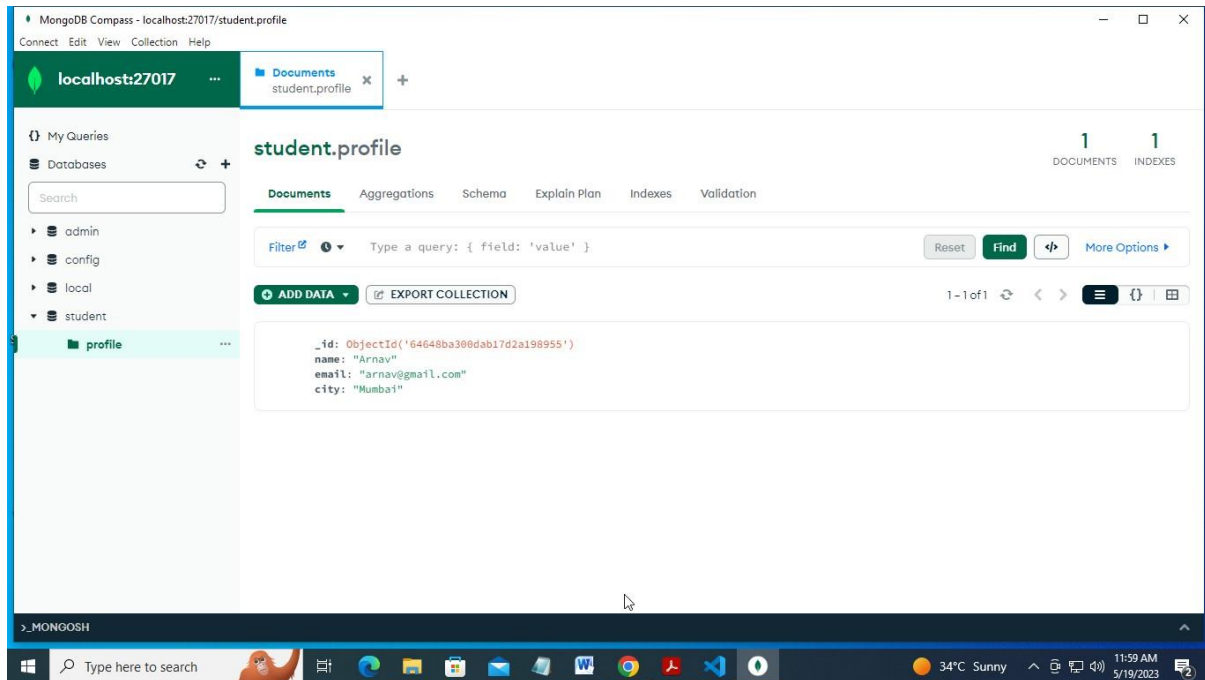 MongoDB Compass - localhost:27017/student.profile
Connect Edit View Collection Help
localhost:27017 ...
Documents
student.profile
{} My Queries
Databases
Search
admin
config
local
student
profile ...
student.profile
1 DOCUMENTS
1 INDEXES
Documents Aggregations Schema Explain Plan Indexes Validation
Filter Type a query: { field: 'value' } Reset Find </> More Options
ADD DATA EXPORT COLLECTION 1-1 of 1 {}
_id: ObjectId('64648ba300dab17d2a198955')
name: "Arnav"
email: "arnav@gmail.com"
city: "Mumbai"
>_MONGOSH
Type here to search 34°C Sunny 11:59 AM
5/19/2023 2